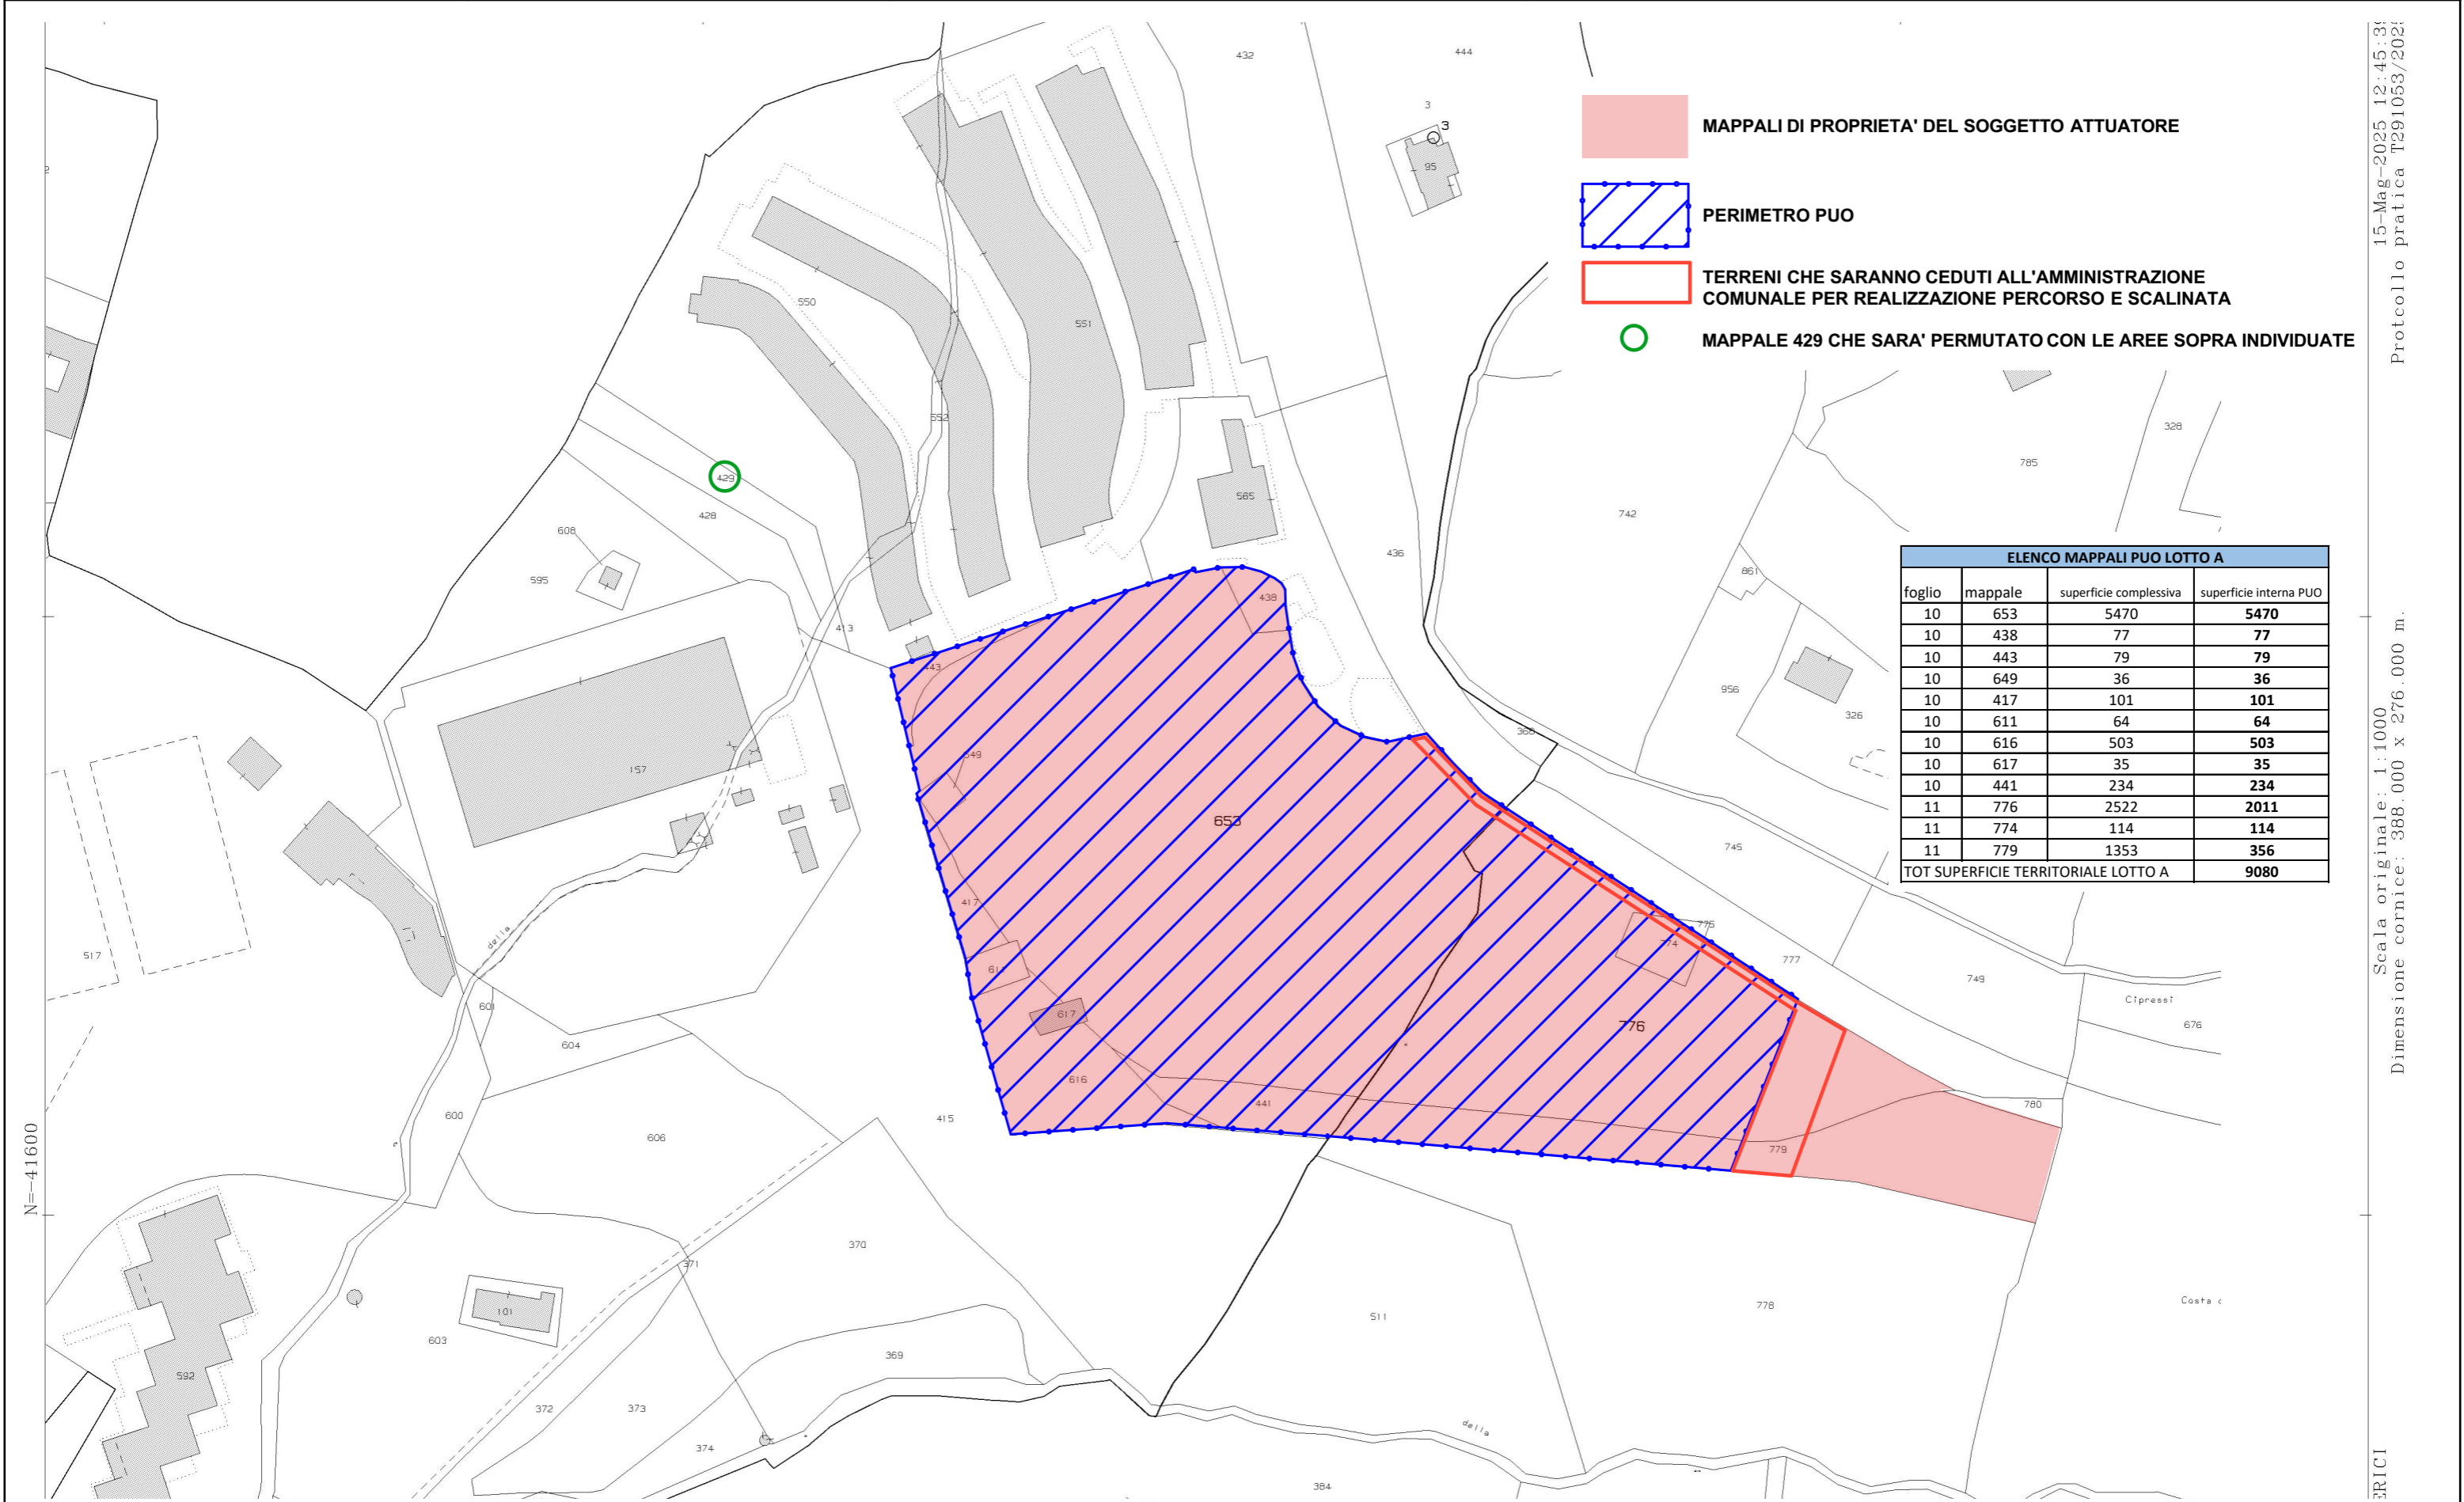 432
444
3
3
95
MAPPALI DI PROPRIETA' DEL SOGGETTO ATTUATORE
PERIMETRO PUO
TERRENI CHE SARANNO CEDUTI ALL'AMMINISTRAZIONE
COMUNALE PER REALIZZAZIONE PERCORSO E SCALINATA
MAPPALE 429 CHE SARA' PERMUTATO CON LE AREE SOPRA INDIVIDUATE
15-Mag-2025 12:45:3
Protocollo pratica T291053/202
550
551
552
429
428
608
595
565
436
742
785
328
861
956
326
413
438
443
368
157
649
653
745
ELENCO MAPPALI PUO LOTTO A
foglio mappale superficie complessiva superficie interna PUO
10 653 5470 5470
10 438 77 77
10 443 79 79
10 649 36 36
10 417 101 101
10 611 64 64
10 616 503 503
10 617 35 35
10 441 234 234
11 776 2522 2011
11 774 114 114
11 779 1353 356
TOT SUPERFICIE TERRITORIALE LOTTO A 9080
Scala originale: 1:1000
Dimensione cornice: 388.000 x 276.000 m.
417
775
774
777
749
517
della
611
Cipressi
676
601
617
776
604
616
441
780
600
415
606
779
N=-41600
370
371
778
Costa
101
511
603
369
592
372
373
374
della
384
ERICI